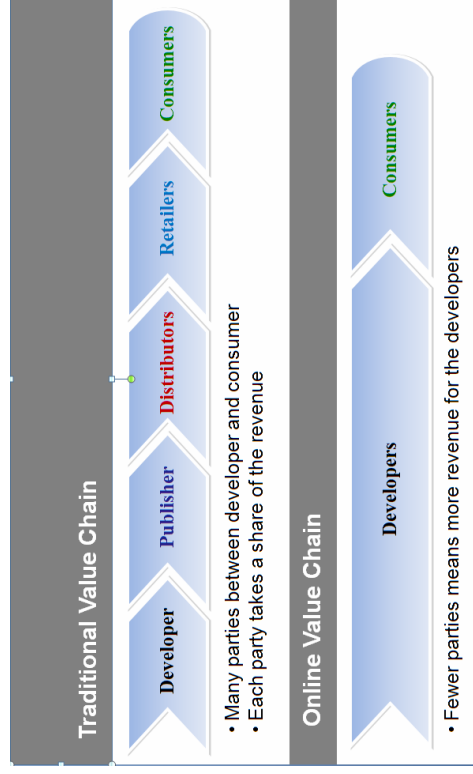 Traditional Value Chain
Developer
Publisher
Distributors
Retailers
Consumers
• Many parties between developer and consumer
• Each party takes a share of the revenue
Online Value Chain
Developers
Consumers
• Fewer parties means more revenue for the developers